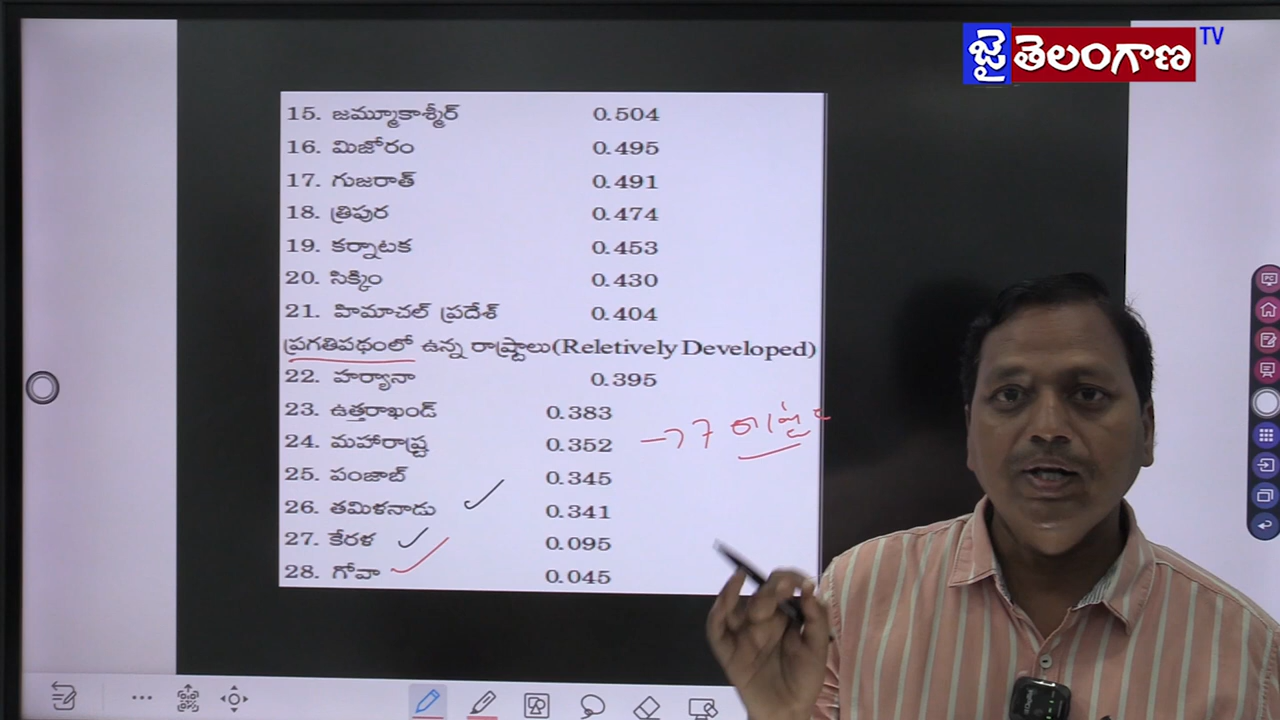 జై తెలంగాణ TV
15. జమ్మూకాశ్మీర్ 0.504
16. మిజోరం 0.495
17. గుజరాత్ 0.491
18. త్రిపుర 0.474
19. కర్నాటక 0.453
20. సిక్కిం 0.430
21. హిమాచల్ ప్రదేశ్ 0.404
ప్రగతిపథంలో ఉన్న రాష్ట్రాలు(Reletively Developed)
22. హర్యానా 0.395
23. ఉత్తరాఖండ్ 0.383
24. మహారాష్ట్ర 0.352
→ 7
25. పంజాబ్ 0.345
26. తమిళనాడు 0.341
27. కేరళ 0.095
28. గోవా 0.045